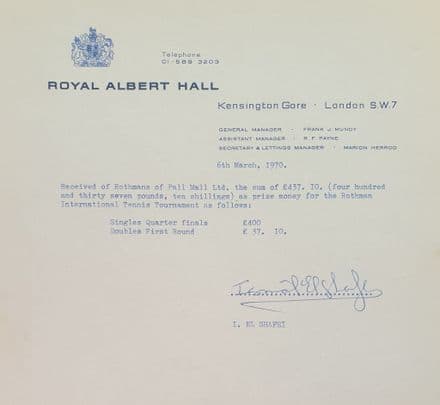 Telephone
01-589 3203
ROYAL ALBERT HALL
Kensington Gore · London S.W.7
GENERAL MANAGER · FRANK J. MUNDY
ASSISTANT MANAGER · R. F. PAYNE
SECRETARY & LETTINGS MANAGER · MARION HERROD
6th March, 1970.
Received of Rothmans of Pall Mall Ltd. the sum of £437. 10. (four hundred
and thirty seven pounds, ten shillings) as prize money for the Rothman
International Tennis Tournament as follows:
Singles Quarter finals £400
Doubles First Round £ 37. 10.
Ismail El Shafei
I. EL SHAFEI